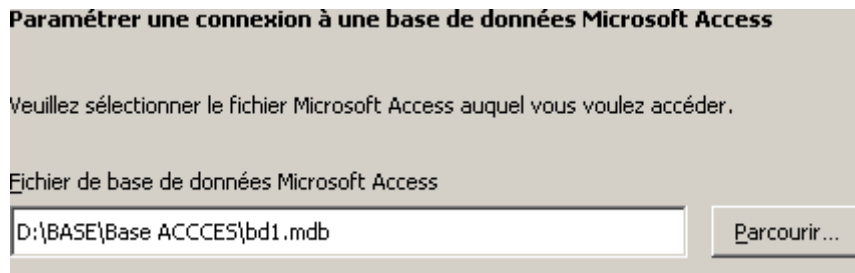 Paramétrer une connexion à une base de données Microsoft Access
Veuillez sélectionner le fichier Microsoft Access auquel vous voulez accéder.
Fichier de base de données Microsoft Access
D:\BASE\Base ACCCES\bd1.mdb
Parcourir...